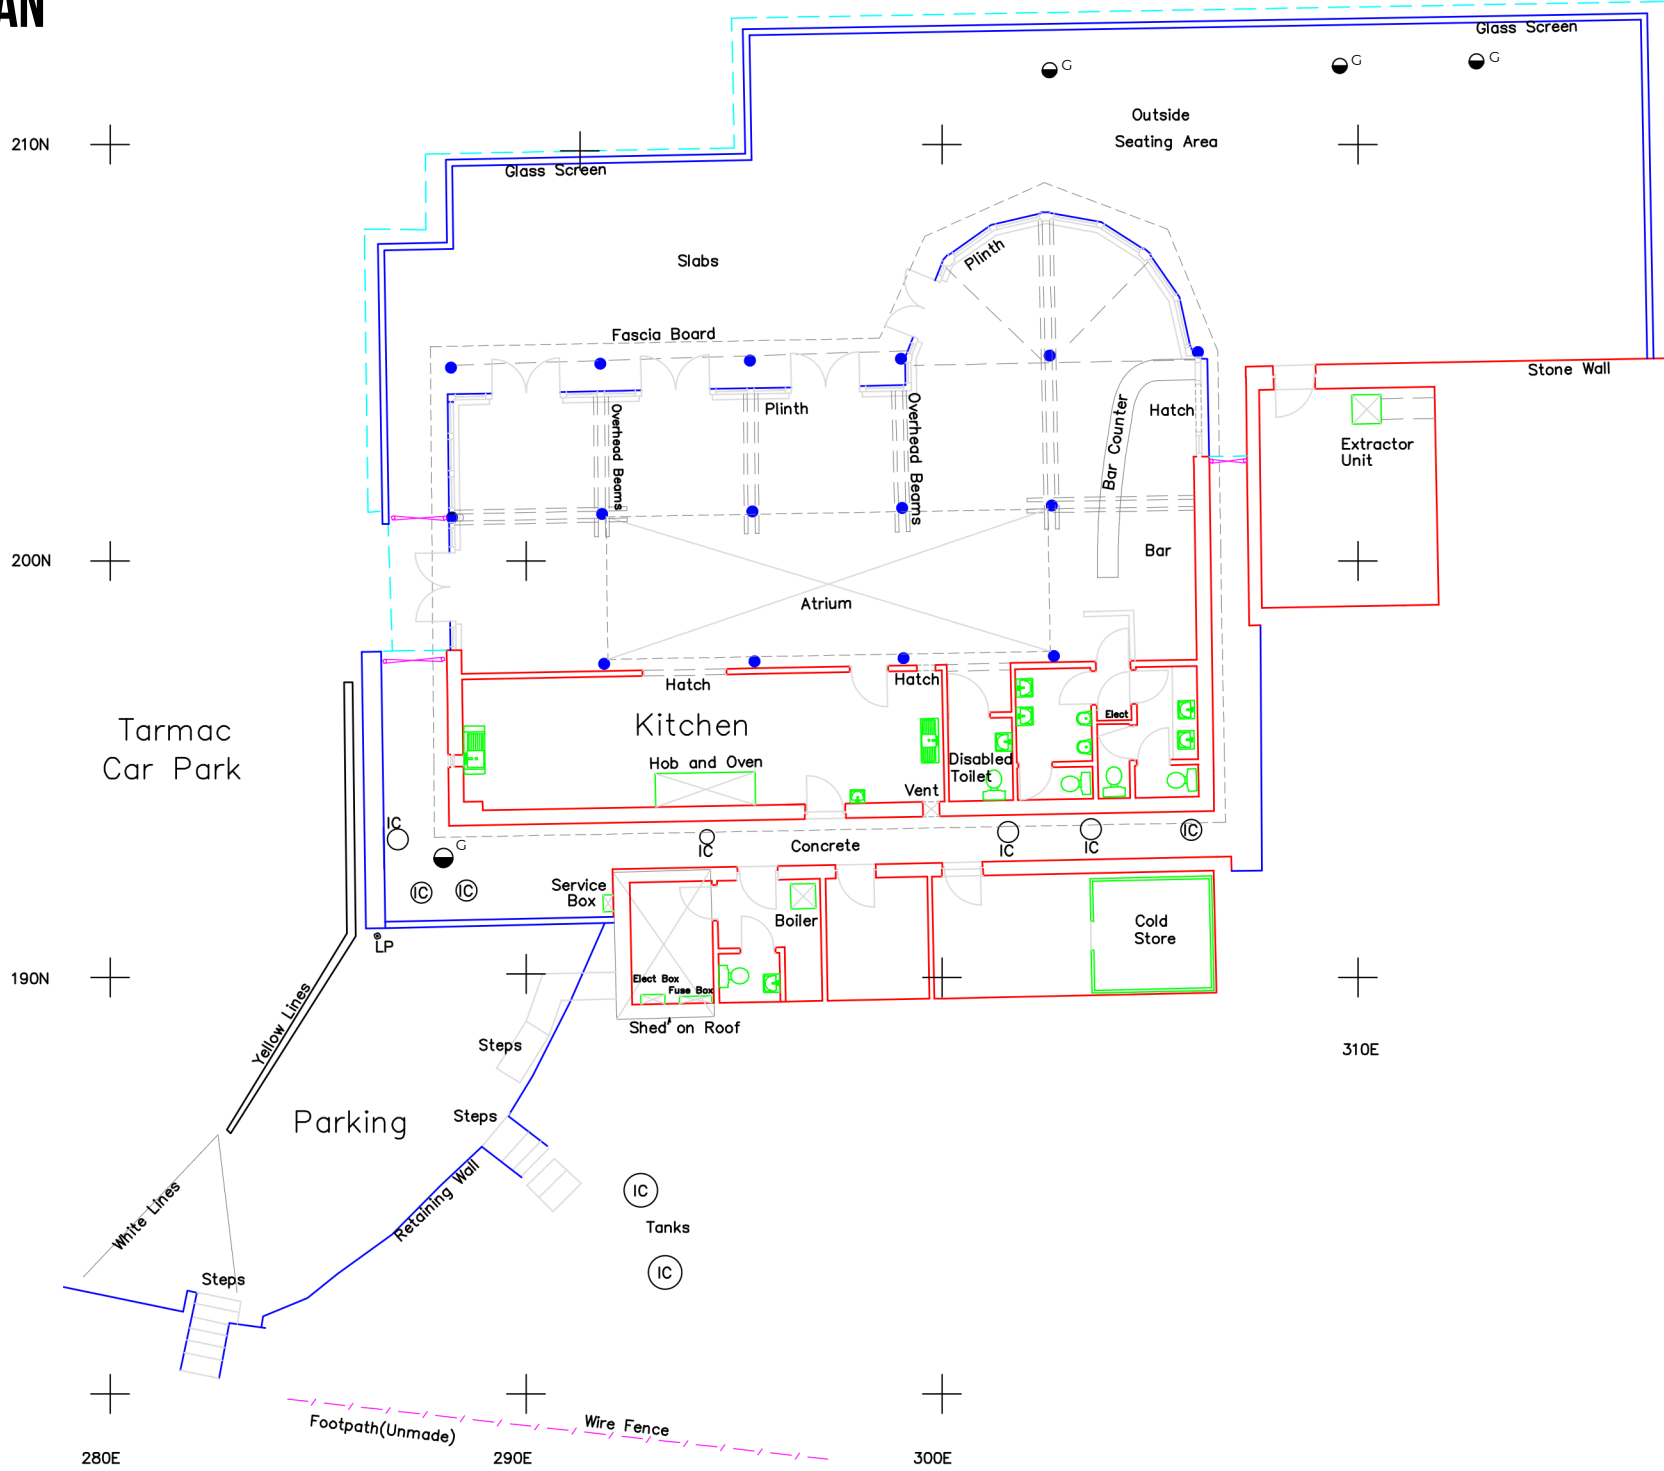 AN
Glass Screen
G
G
G
Outside
Seating Area
210N
Glass Screen
Slabs
Plinth
Fascia Board
Stone Wall
Plinth
Hatch
Overhead Beams
Overhead Beams
Bar Counter
Extractor
Unit
200N
Bar
Atrium
Hatch
Hatch
Elect
Tarmac
Car Park
Kitchen
Hob and Oven
Disabled
Toilet
Vent
IC
G
IC
IC
IC
IC
IC
IC
Concrete
Service
Box
Boiler
Cold
Store
LP
190N
Elect Box
Fuse Box
Shed on Roof
Yellow Lines
Steps
310E
Parking
Steps
Retaining Wall
White Lines
IC
Tanks
IC
Steps
Footpath(Unmade)
Wire Fence
280E
290E
300E